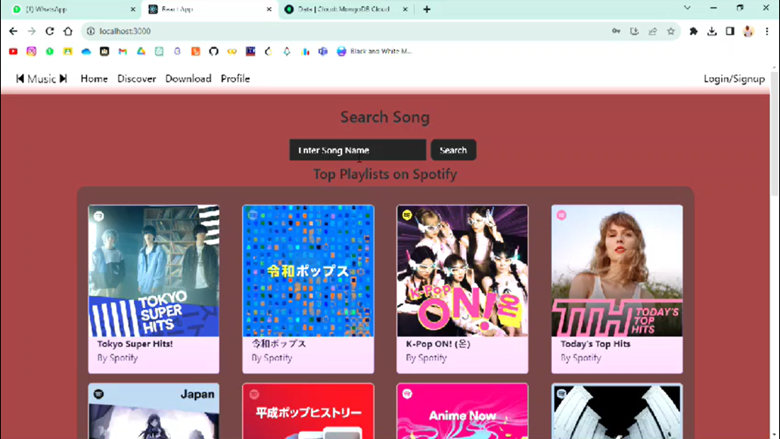 (1) WhatsApp
React App
Data | Cloud: MongoDB Cloud
localhost:3000
Black and White M...
Music
Home
Discover
Download
Profile
Login/Signup
Search Song
Enter Song Name
Search
Top Playlists on Spotify
TOKYO
SUPER
HITS
令和ポップス
K-POP
ON!온
TTH
TODAY'S
TOP
HITS
Tokyo Super Hits!
By Spotify
令和ポップス
By Spotify
K-Pop ON! (온)
By Spotify
Today's Top Hits
By Spotify
Japan
平成ポップヒストリー
Anime Now